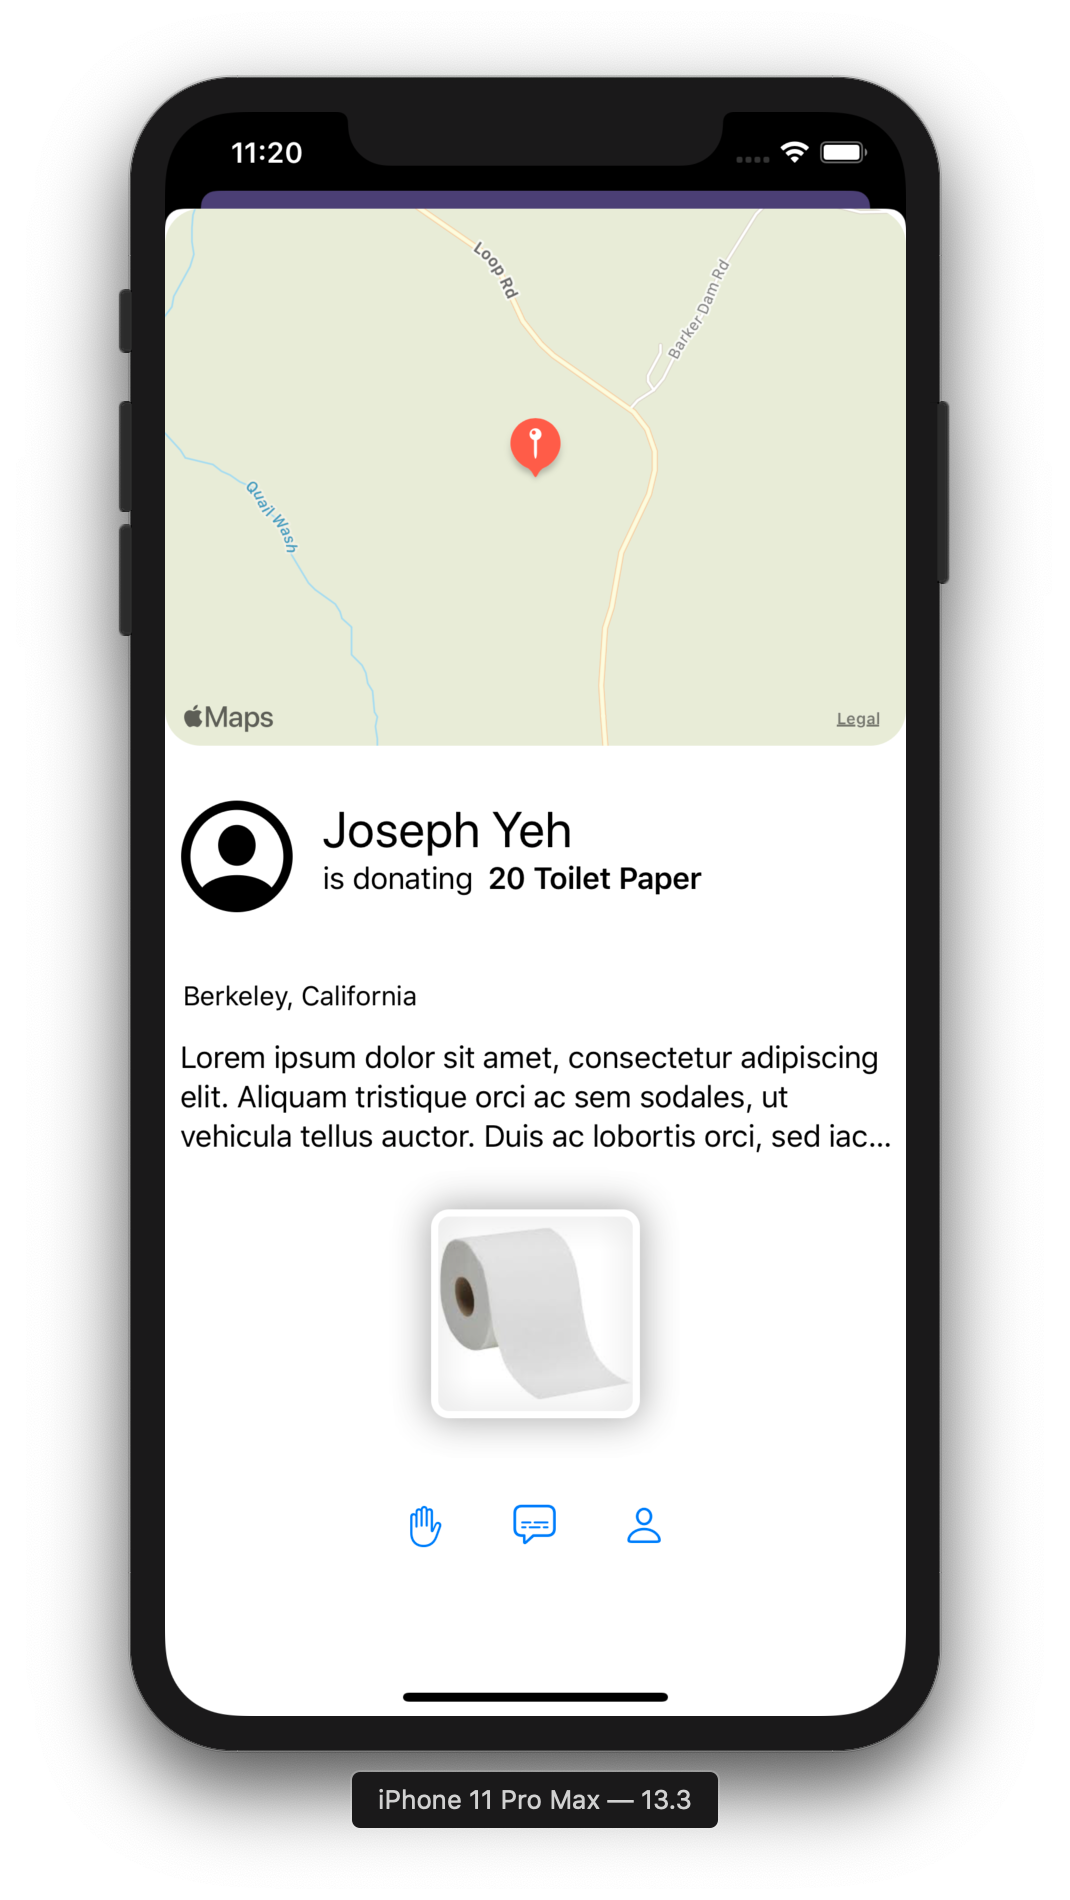 11:20
Loop Rd
Barker Dam Rd
Quail Wash
Maps
Legal
Joseph Yeh
is donating 20 Toilet Paper
Berkeley, California
Lorem ipsum dolor sit amet, consectetur adipiscing
elit. Aliquam tristique orci ac sem sodales, ut
vehicula tellus auctor. Duis ac lobortis orci, sed iac...
iPhone 11 Pro Max — 13.3